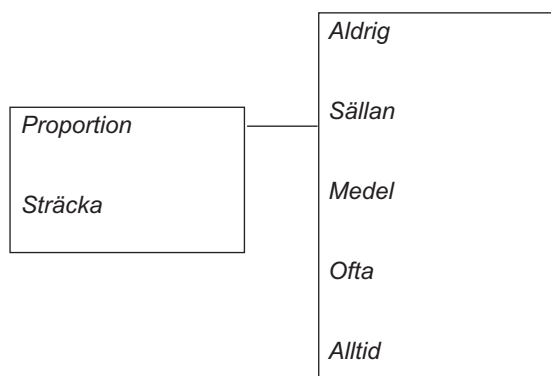 Proportion
Sträcka
Aldrig
Sällan
Medel
Ofta
Alltid